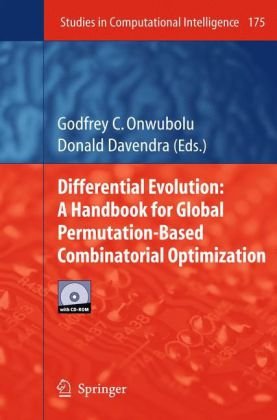 Studies in Computational Intelligence 175
Godfrey C. Onwubolu
Donald Davendra (Eds.)
Differential Evolution:
A Handbook for Global
Permutation-Based
Combinatorial Optimization
with CD-ROM
Springer